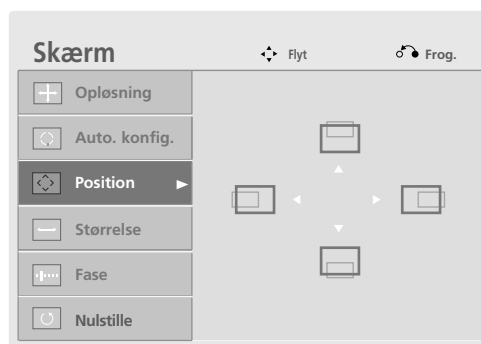 Skærm
Flyt
Frog.
Opløsning
Auto. konfig.
Position
Størrelse
Fase
Nulstille